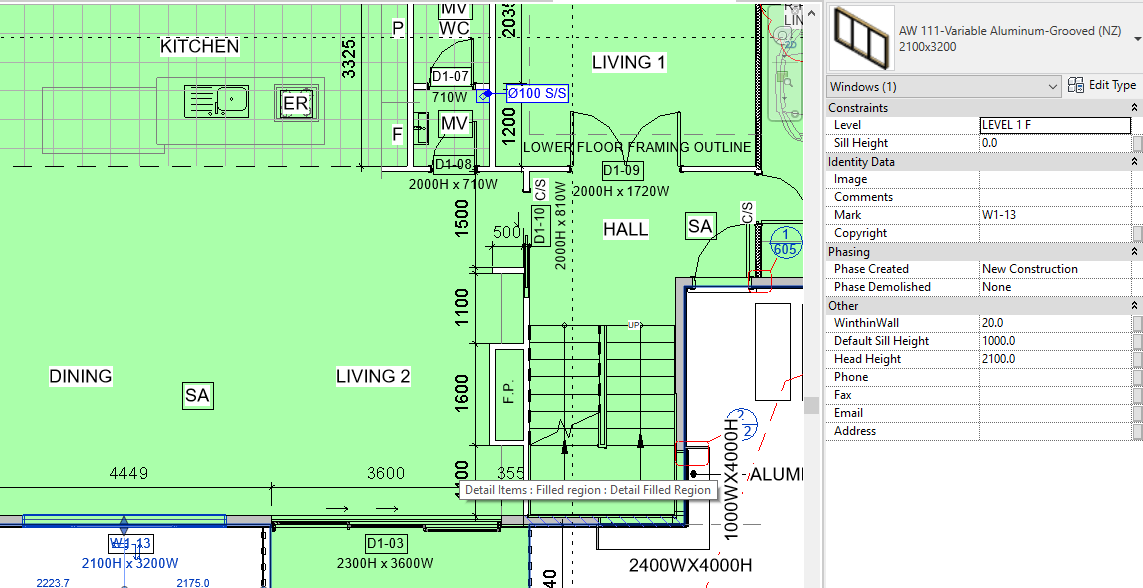 KITCHEN
3325
P
MV
WC
2035
D1-07
710W
Ø100 S/S
ER
F
MV
1200
LIVING 1
LOWER FLOOR FRAMING OUTLINE
D1-08
2000H x 710W
D1-09
2000H x 1720W
C/S
D1-10
2000H x 810W
1500
500
HALL
SA
C/S
1
605
1100
UP
DINING
SA
LIVING 2
1600
F.P.
2
2
1000WX4000H
ALUM
4449
3600
355
Detail Items : Filled region : Detail Filled Region
W1-13
2100H x 3200W
2223.7
2175.0
D1-03
2300H x 3600W
40
2400WX4000H
LIN
AW 111-Variable Aluminum-Grooved (NZ)
2100x3200
Windows (1)
Edit Type
Constraints
Level LEVEL 1 F
Sill Height 0.0
Identity Data
Image
Comments
Mark W1-13
Copyright
Phasing
Phase Created New Construction
Phase Demolished None
Other
WinthinWall 20.0
Default Sill Height 1000.0
Head Height 2100.0
Phone
Fax
Email
Address